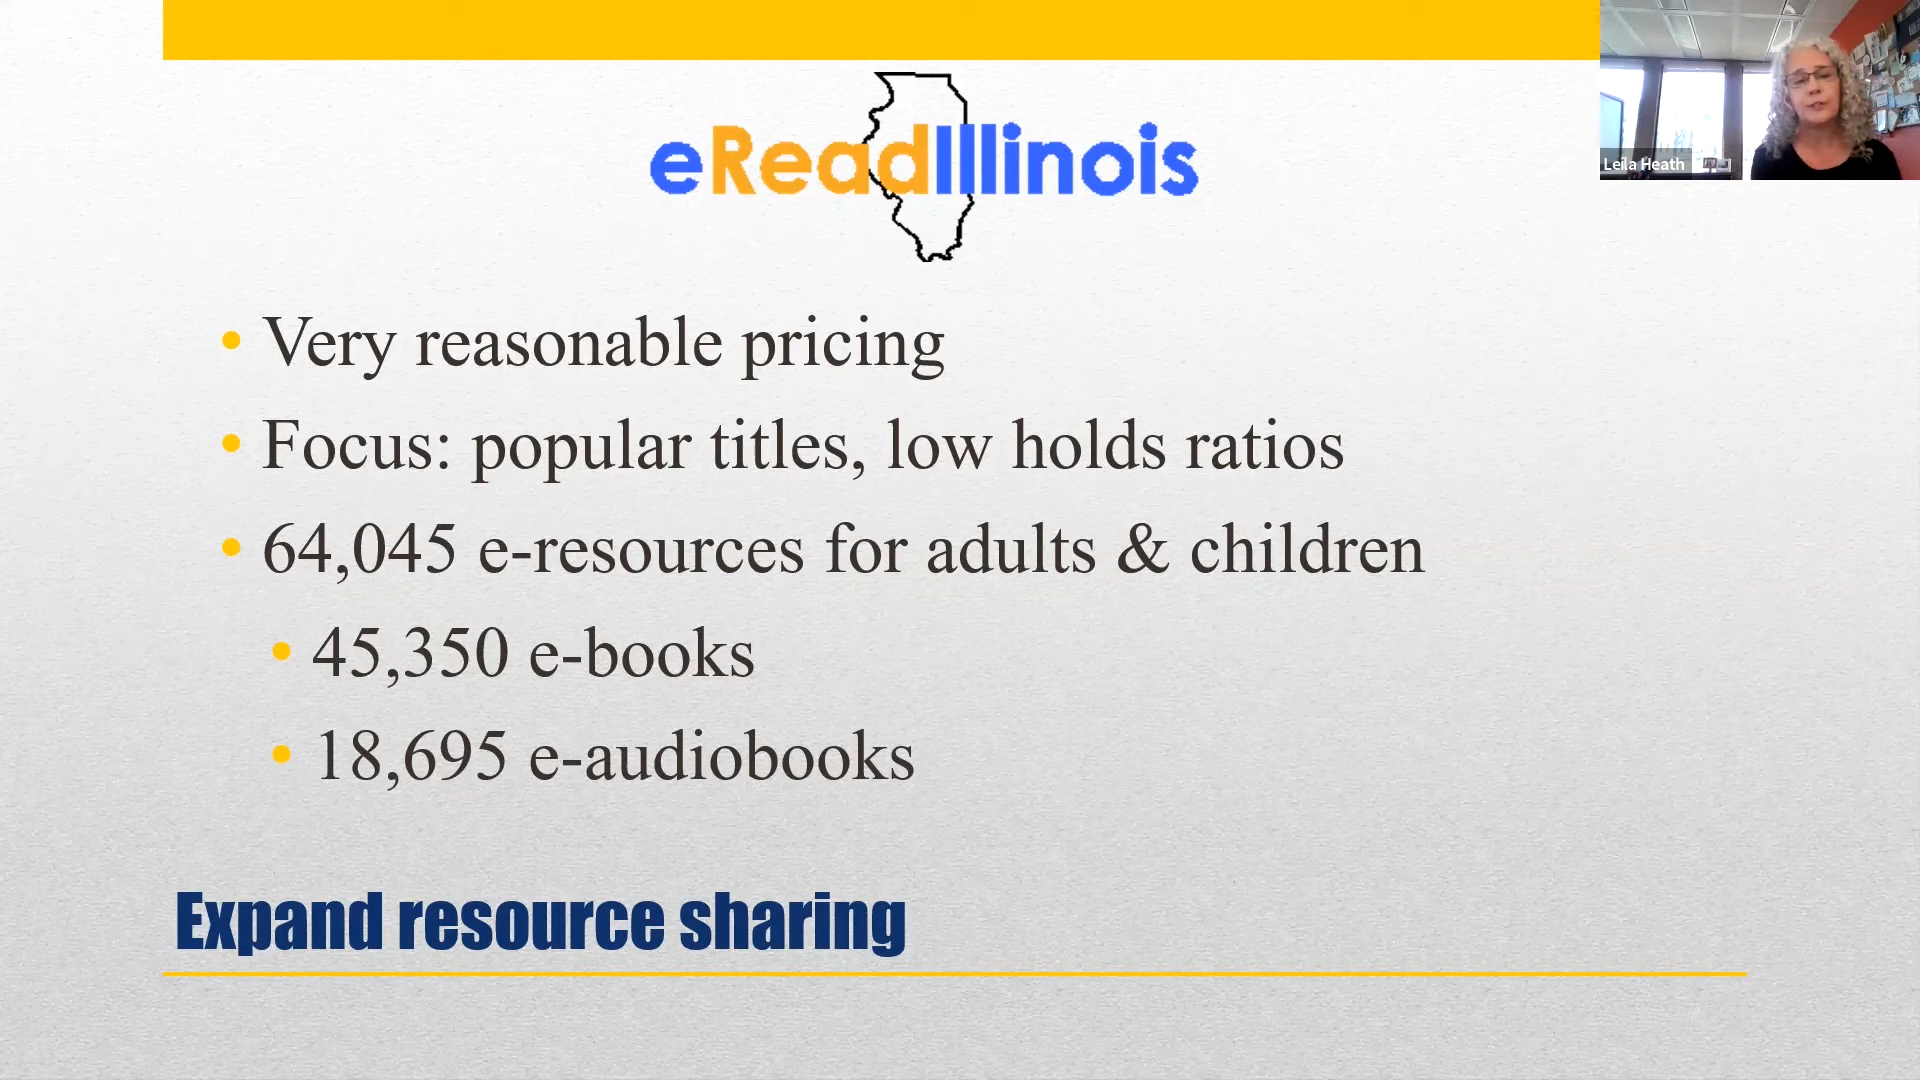 eReadIllinois
Leila Heath
• Very reasonable pricing
• Focus: popular titles, low holds ratios
• 64,045 e-resources for adults & children
• 45,350 e-books
• 18,695 e-audiobooks
Expand resource sharing